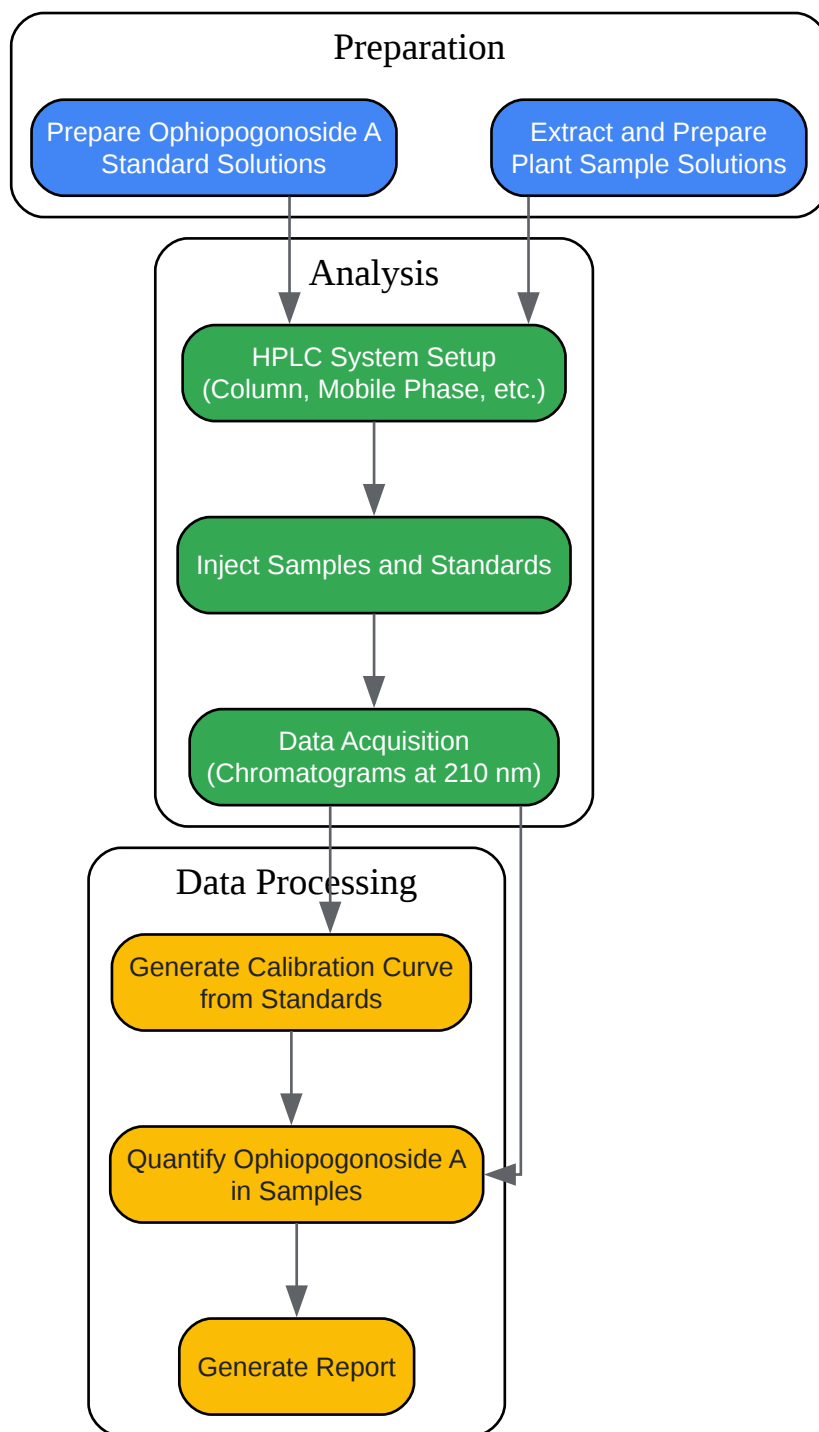 Preparation
Prepare Ophiopogonoside A
Standard Solutions
Extract and Prepare
Plant Sample Solutions
Analysis
HPLC System Setup
(Column, Mobile Phase, etc.)
Inject Samples and Standards
Data Acquisition
(Chromatograms at 210 nm)
Data Processing
Generate Calibration Curve
from Standards
Quantify Ophiopogonoside A
in Samples
Generate Report